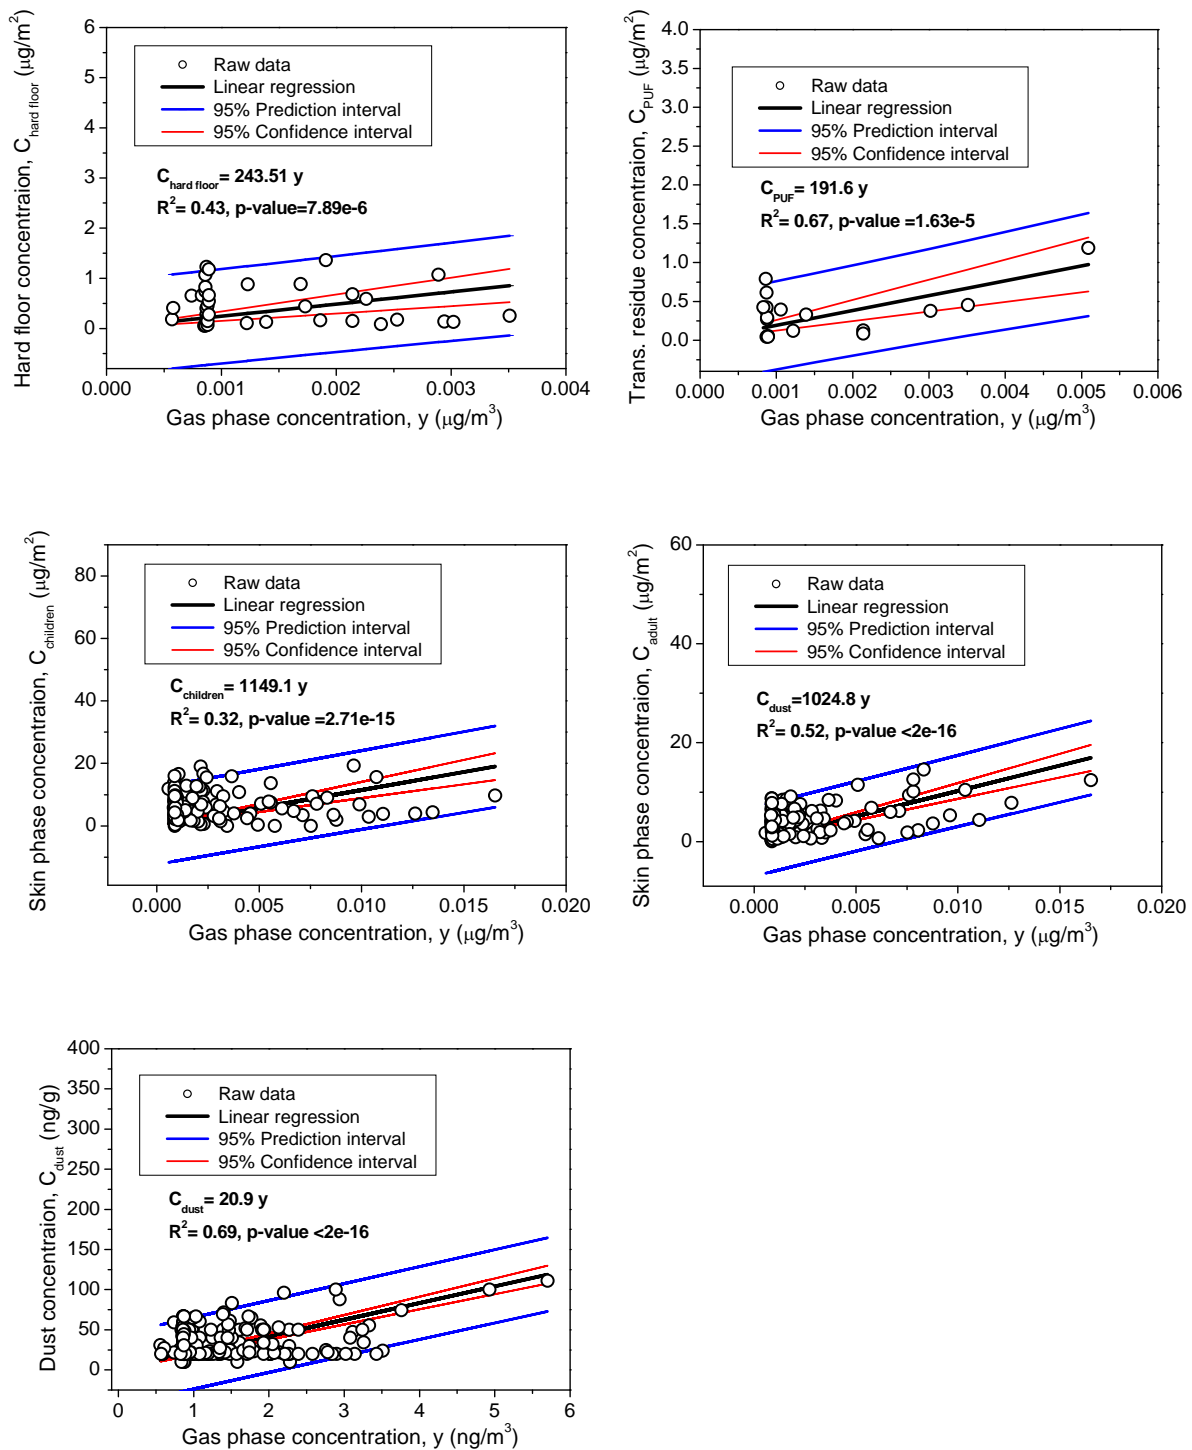 Hard floor concentraion, C_hard floor (μg/m²)
6
5
4
3
2
1
0
Raw data
Linear regression
95% Prediction interval
95% Confidence interval
C_hard floor= 243.51 y
R²= 0.43, p-value=7.89e-6
0.000 0.001 0.002 0.003 0.004
Gas phase concentration, y (μg/m³)
Trans. residue concentraion, C_PUF (μg/m²)
4.0
3.5
3.0
2.5
2.0
1.5
1.0
0.5
0.0
Raw data
Linear regression
95% Prediction interval
95% Confidence interval
C_PUF= 191.6 y
R²= 0.67, p-value =1.63e-5
0.000 0.001 0.002 0.003 0.004 0.005 0.006
Gas phase concentration, y (μg/m³)
Skin phase concentraion, C_children (μg/m²)
80
60
40
20
0
Raw data
Linear regression
95% Prediction interval
95% Confidence interval
C_children= 1149.1 y
R²= 0.32, p-value =2.71e-15
0.000 0.005 0.010 0.015 0.020
Gas phase concentration, y (μg/m³)
Skin phase concentraion, C_adult (μg/m²)
60
40
20
0
Raw data
Linear regression
95% Prediction interval
95% Confidence interval
C_dust=1024.8 y
R²= 0.52, p-value <2e-16
0.000 0.005 0.010 0.015 0.020
Gas phase concentration, y (μg/m³)
Dust concentraion, C_dust (ng/g)
400
350
300
250
200
150
100
50
0
Raw data
Linear regression
95% Prediction interval
95% Confidence interval
C_dust= 20.9 y
R²= 0.69, p-value <2e-16
0 1 2 3 4 5 6
Gas phase concentration, y (ng/m³)